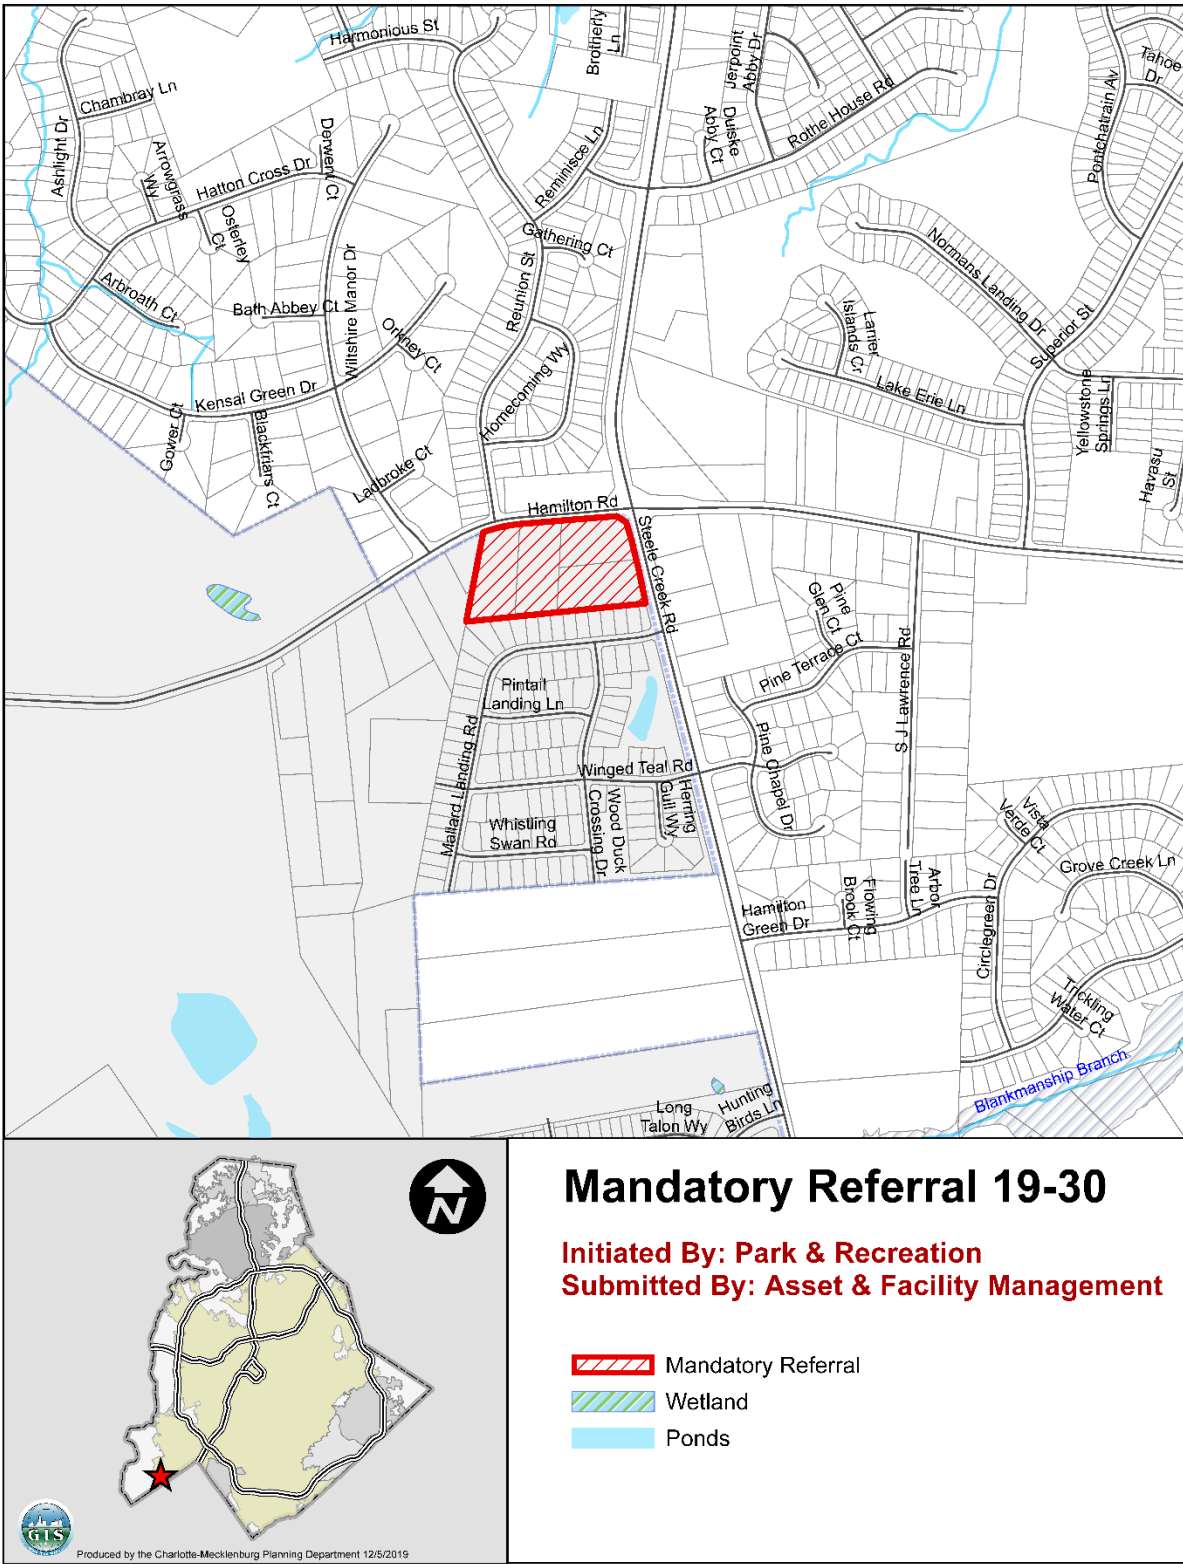 Harmonious St
Brotherly
Ln
Jerpoint
Abby Dr
Tahoe
Dr
Chambray Ln
Ashlight Dr
Arrowgrass
Wy
Derwent Ct
Duiske
Abby Ct
Rothe House Rd
Pontchatrain Av
Hatton Cross Dr
Reminisce Ln
Osterley
Ct
Gathering Ct
Normans Landing Dr
Arbroath Ct
Bath Abbey Ct
Wiltshire Manor Dr
Orkney Ct
Reunion St
Lanier
Islands Cr
Superior St
Homecoming Wy
Lake Erie Ln
Kensal Green Dr
Gower Ct
Blackfriars Ct
Ladbroke Ct
Yellowstone
Springs Ln
Havasu
St
Hamilton Rd
Steele Creek Rd
Pine
Glen Ct
Pine Terrace Ct
S J Lawrence Rd
Pintail
Landing Ln
Mallard Landing Rd
Winged Teal Rd
Pine Chapel Dr
Whistling
Swan Rd
Wood Duck
Crossing Dr
Herring
Gull Wy
Vista
Verde Ct
Grove Creek Ln
Hamilton
Green Dr
Flowing
Brook Ct
Arbor
Tree Ln
Circlegreen Dr
Trickling
Water Ct
Blankmanship Branch
Long
Talon Wy
Hunting
Birds Ln
N
GIS
Produced by the Charlotte-Mecklenburg Planning Department 12/5/2019
Mandatory Referral 19-30
Initiated By: Park & Recreation
Submitted By: Asset & Facility Management
Mandatory Referral
Wetland
Ponds